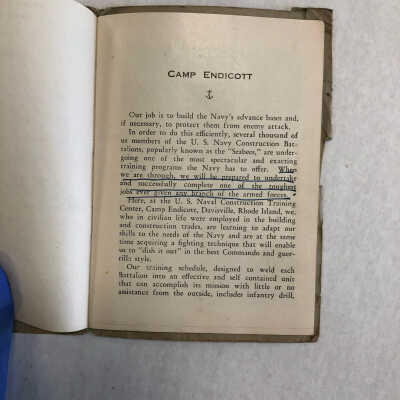 CAMP ENDICOTT
Our job is to build the Navy's advance bases and,
if necessary, to protect them from enemy attack.
In order to do this efficiently, several thousand of
us members of the U. S. Navy Construction Bat-
talions, popularly known as the "Seabees," are under-
going one of the most spectacular and exacting
training programs the Navy has to offer. When
we are through, we will be prepared to undertake
and successfully complete one of the toughest
jobs ever given any branch of the armed forces.
Here, at the U. S. Naval Construction Training
Center, Camp Endicott, Davisville, Rhode Island, we,
who in civilian life were employed in the building
and construction trades, are learning to adapt our
skills to the needs of the Navy and are at the same
time acquiring a fighting technique that will enable
us to "dish it out" in the best Commando and guer-
rilla style.
Our training schedule, designed to weld each
Battalion into an effective and self contained unit
that can accomplish its mission with little or no
assistance from the outside, includes infantry drill,